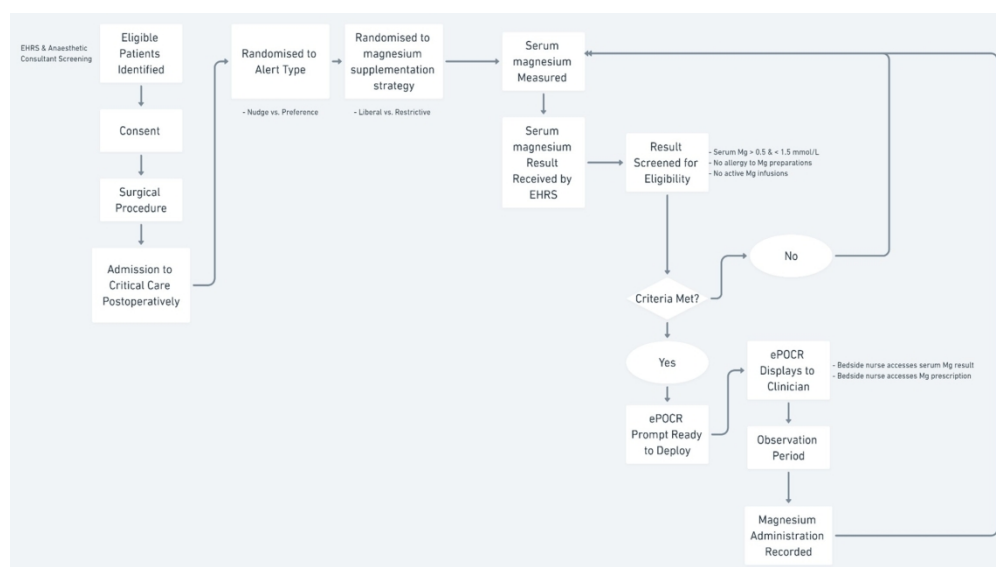 EHRS & Anaesthetic
Consultant Screening
Eligible
Patients
Identified
Consent
Surgical
Procedure
Admission to
Critical Care
Postoperatively
Randomised to
Alert Type
- Nudge vs. Preference
Randomised to
magnesium
supplementation
strategy
- Liberal vs. Restrictive
Serum
magnesium
Measured
Serum
magnesium
Result
Received by
EHRS
Result
Screened for
Eligibility
- Serum Mg > 0.5 & < 1.5 mmol/L
- No allergy to Mg preparations
- No active Mg infusions
Criteria Met?
No
Yes
ePOCR
Prompt Ready
to Deploy
ePOCR
Displays to
Clinician
- Bedside nurse accesses serum Mg result
- Bedside nurse accesses Mg prescription
Observation
Period
Magnesium
Administration
Recorded